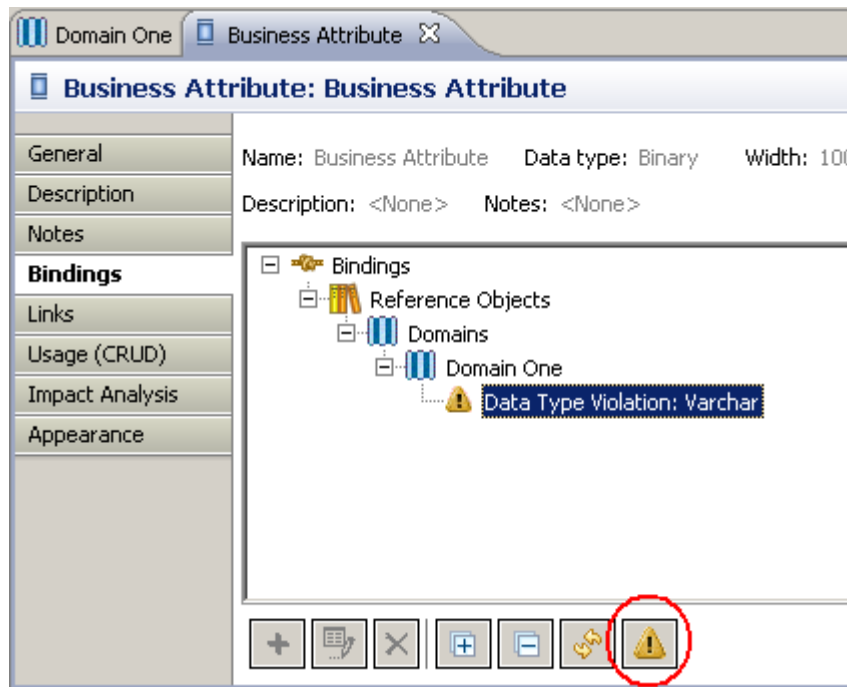 Domain One Business Attribute
Business Attribute: Business Attribute
General
Description
Notes
Bindings
Links
Usage (CRUD)
Impact Analysis
Appearance
Name: Business Attribute Data type: Binary Width: 100
Description: <None> Notes: <None>
Bindings
Reference Objects
Domains
Domain One
Data Type Violation: Varchar